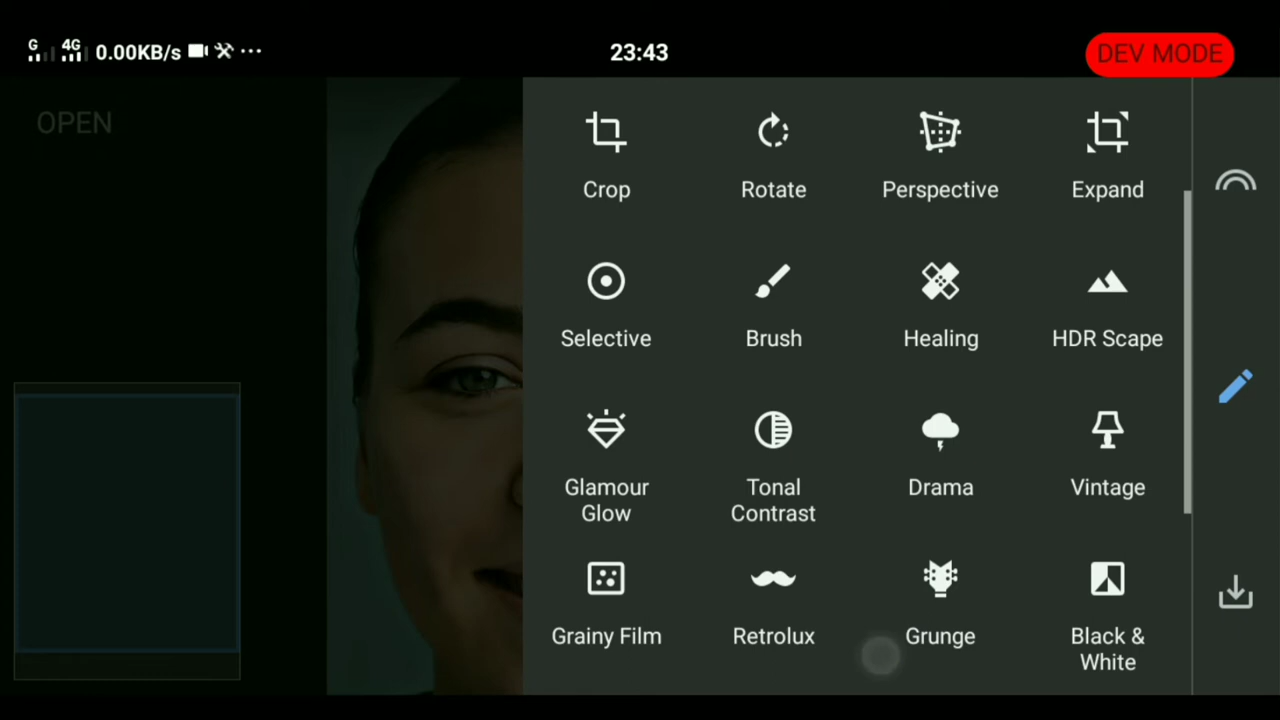 G 4G 0.00KB/s 23:43 DEV MODE
OPEN
Crop Rotate Perspective Expand
Selective Brush Healing HDR Scape
Glamour Glow
Tonal Contrast
Drama Vintage
Grainy Film Retrolux Grunge
Black & White